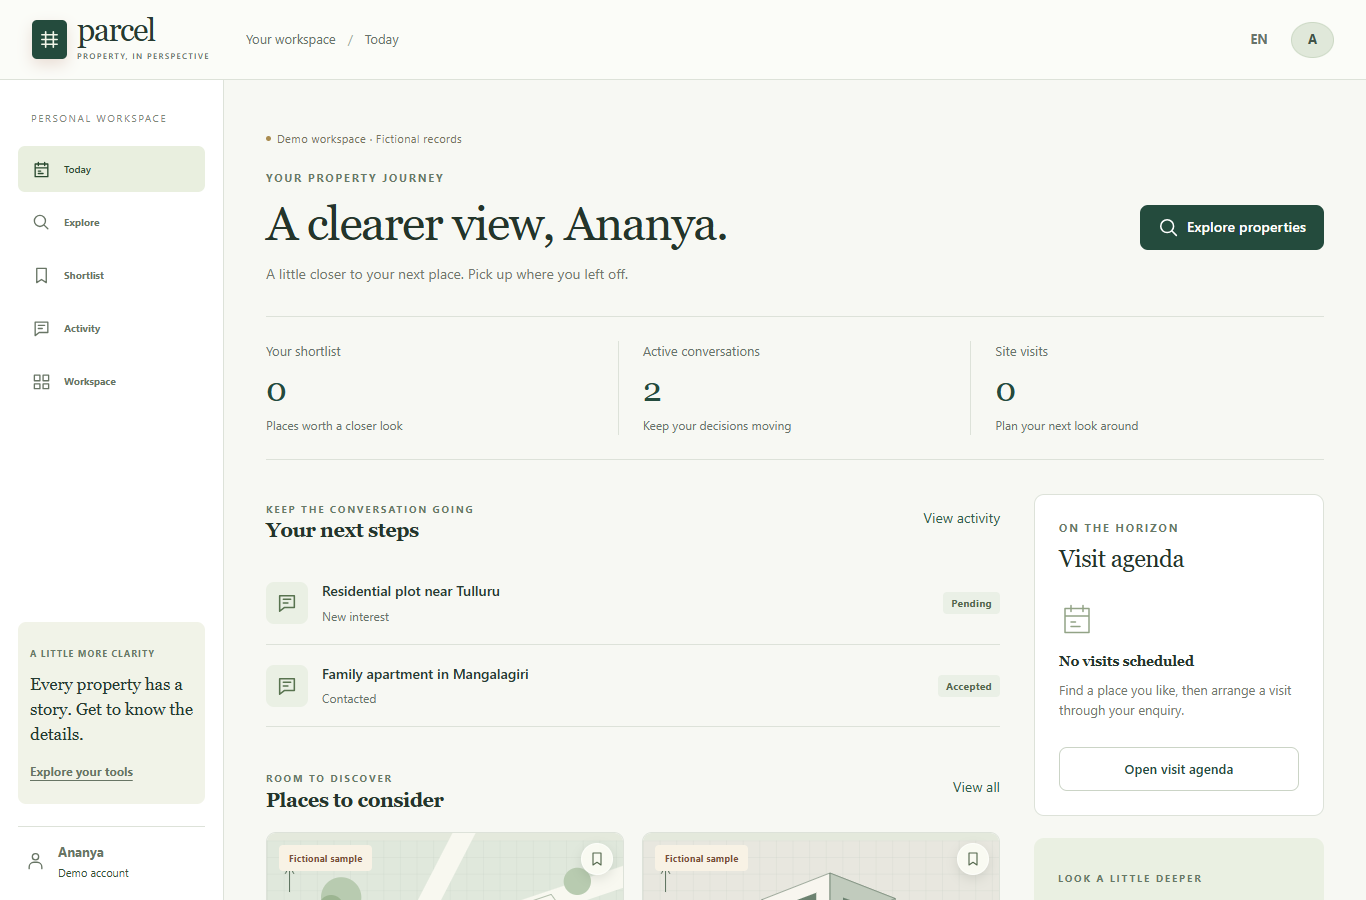 parcel
PROPERTY, IN PERSPECTIVE
Your workspace / Today
EN
A
PERSONAL WORKSPACE
Today
Explore
Shortlist
Activity
Workspace
A LITTLE MORE CLARITY
Every property has a
story. Get to know the
details.
Explore your tools
Ananya
Demo account
Demo workspace · Fictional records
YOUR PROPERTY JOURNEY
A clearer view, Ananya.
A little closer to your next place. Pick up where you left off.
Explore properties
Your shortlist
0
Places worth a closer look
Active conversations
2
Keep your decisions moving
Site visits
0
Plan your next look around
KEEP THE CONVERSATION GOING
Your next steps
View activity
Residential plot near Tulluru
New interest
Pending
Family apartment in Mangalagiri
Contacted
Accepted
ROOM TO DISCOVER
Places to consider
View all
Fictional sample
Fictional sample
ON THE HORIZON
Visit agenda
No visits scheduled
Find a place you like, then arrange a visit
through your enquiry.
Open visit agenda
LOOK A LITTLE DEEPER